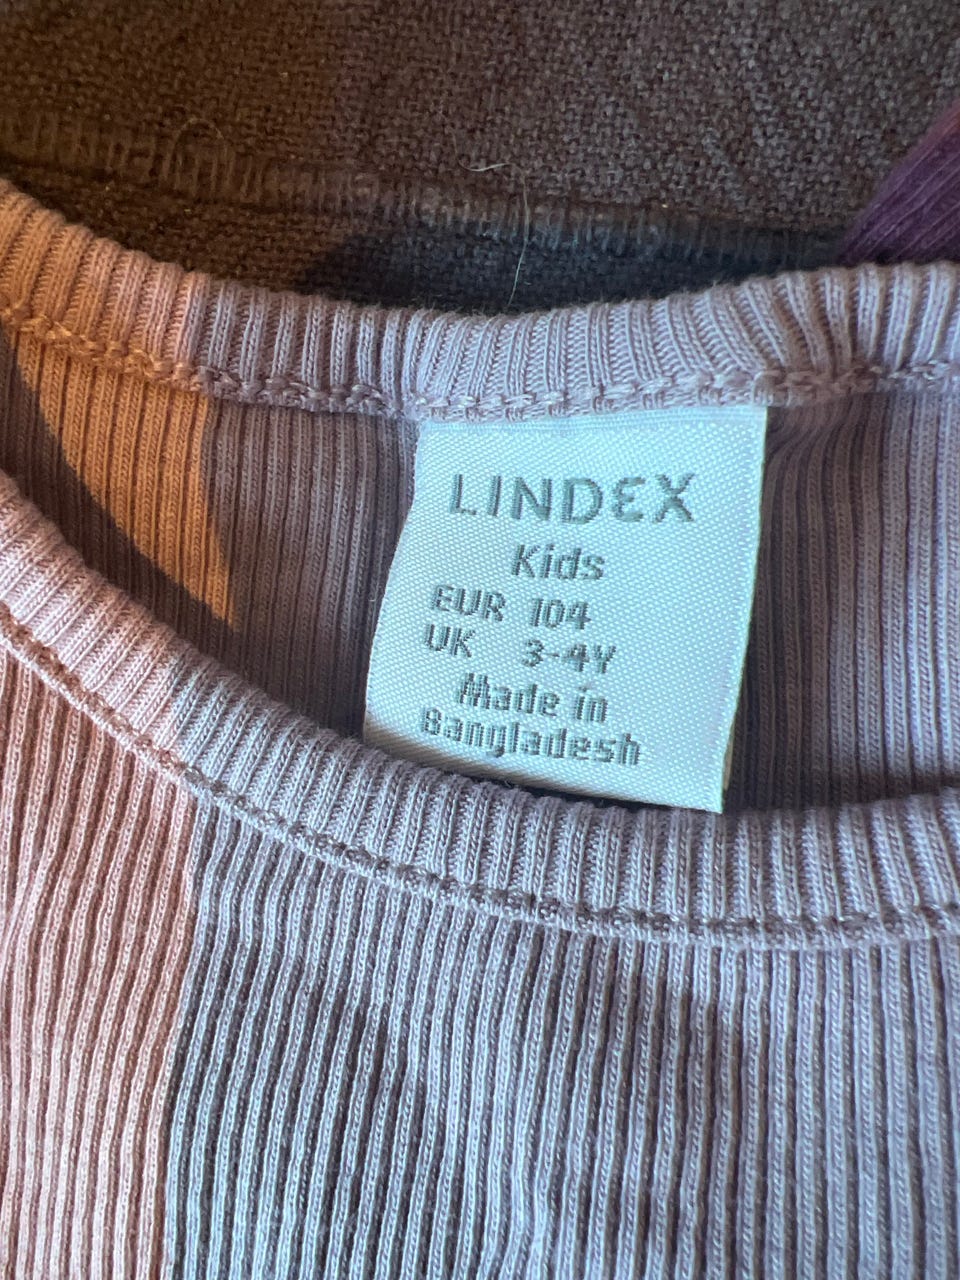 LINDEX
Kids
EUR 104
UK 3-4Y
Made in
Bangladesh